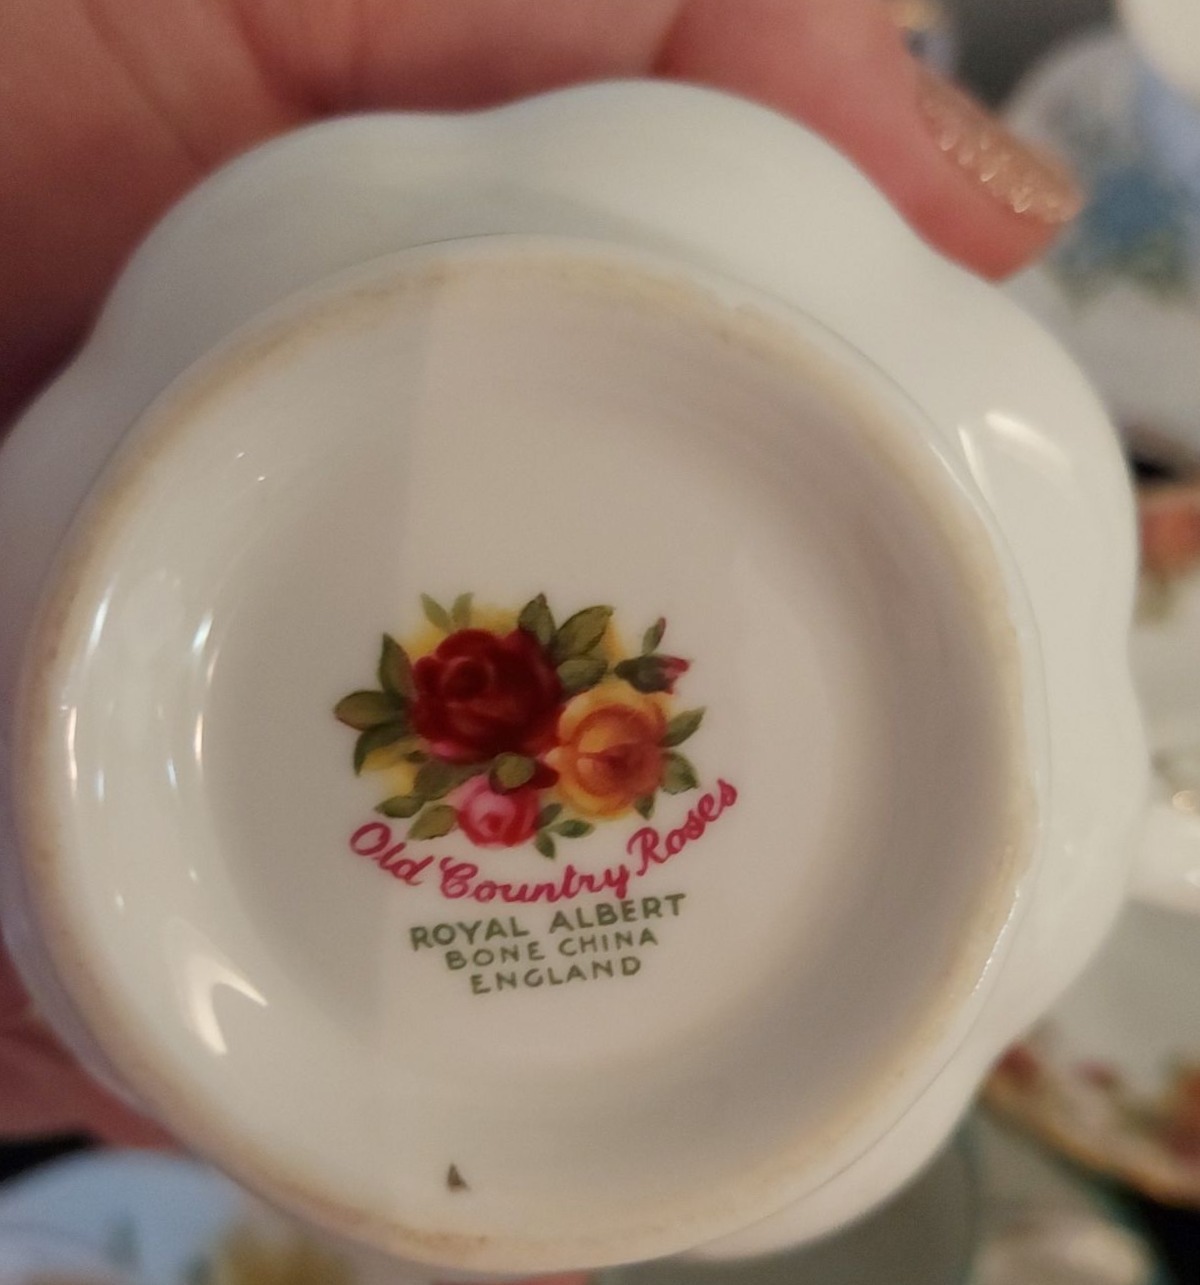 Old Country Roses
ROYAL ALBERT
BONE CHINA
ENGLAND